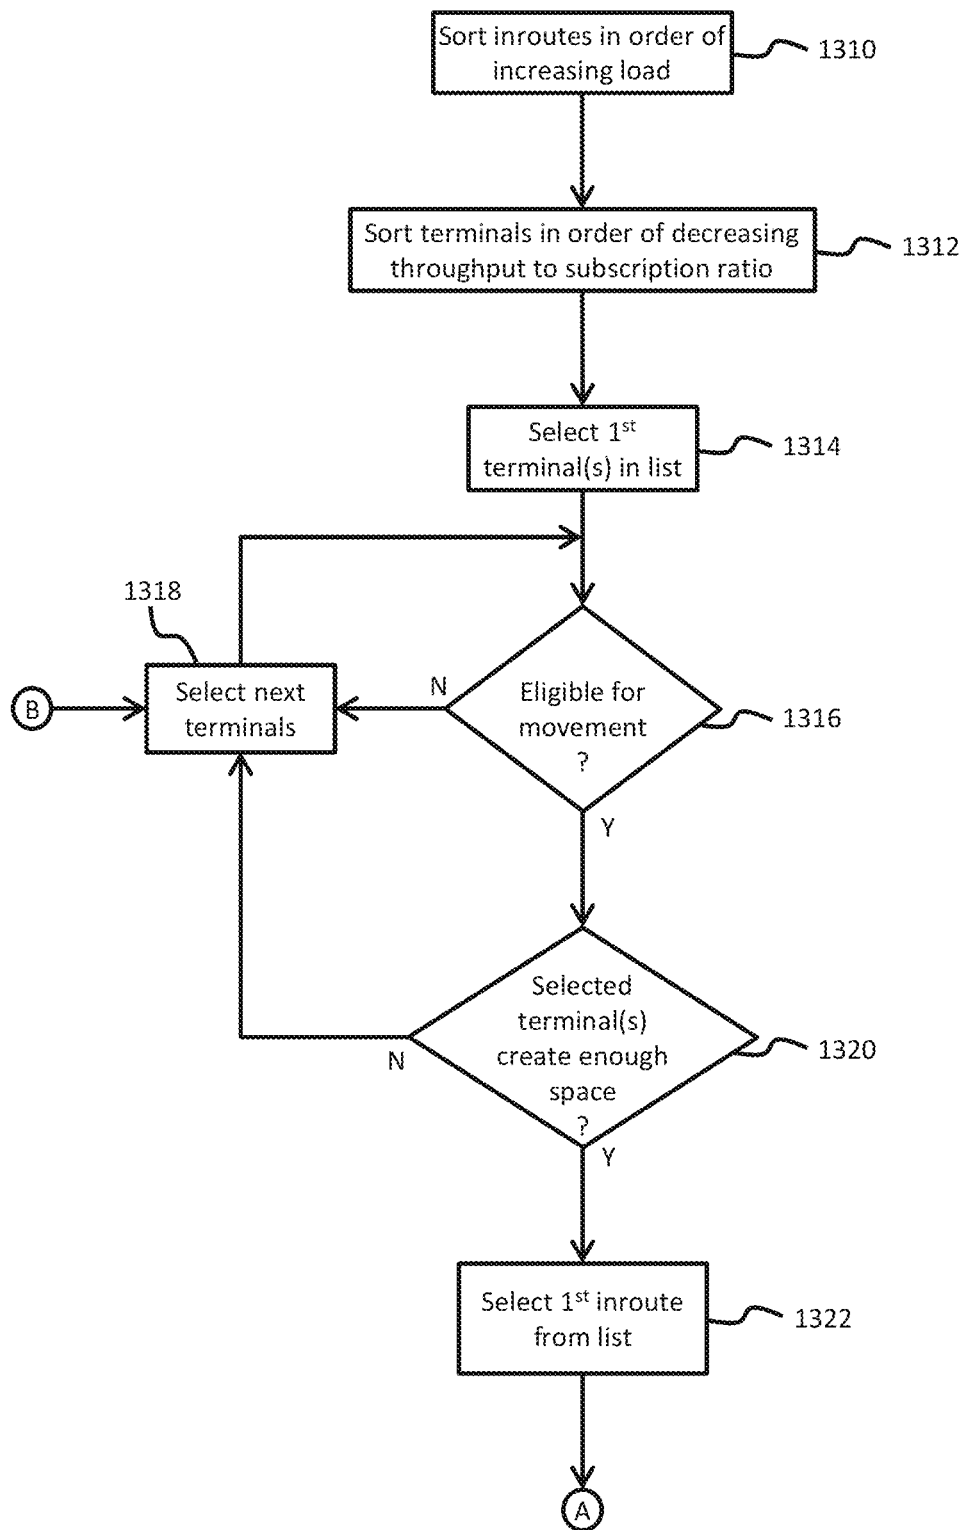 Sort inroutes in order of
increasing load
1310
Sort terminals in order of decreasing
throughput to subscription ratio
1312
Select 1st
terminal(s) in list
1314
1318
Select next
terminals
B
N
Eligible for
movement
?
1316
Y
Selected
terminal(s)
create enough
space
?
1320
N
Y
Select 1st inroute
from list
1322
A